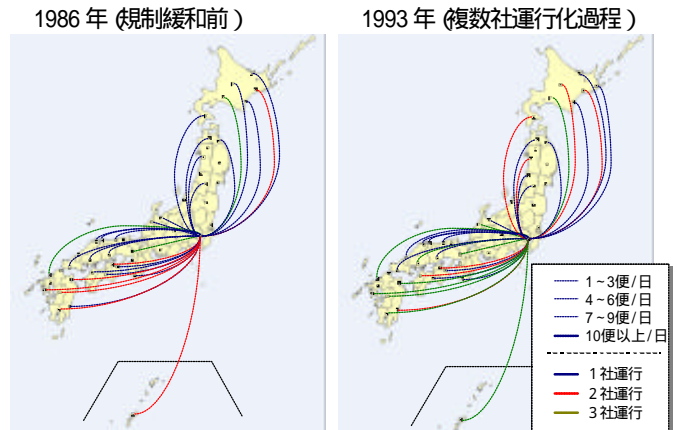 1986 年 (規制緩和前)
1993 年 (複数社運行化過程)
1~3便/日
4~6便/日
7~9便/日
10便以上/日
1社運行
2社運行
3社運行